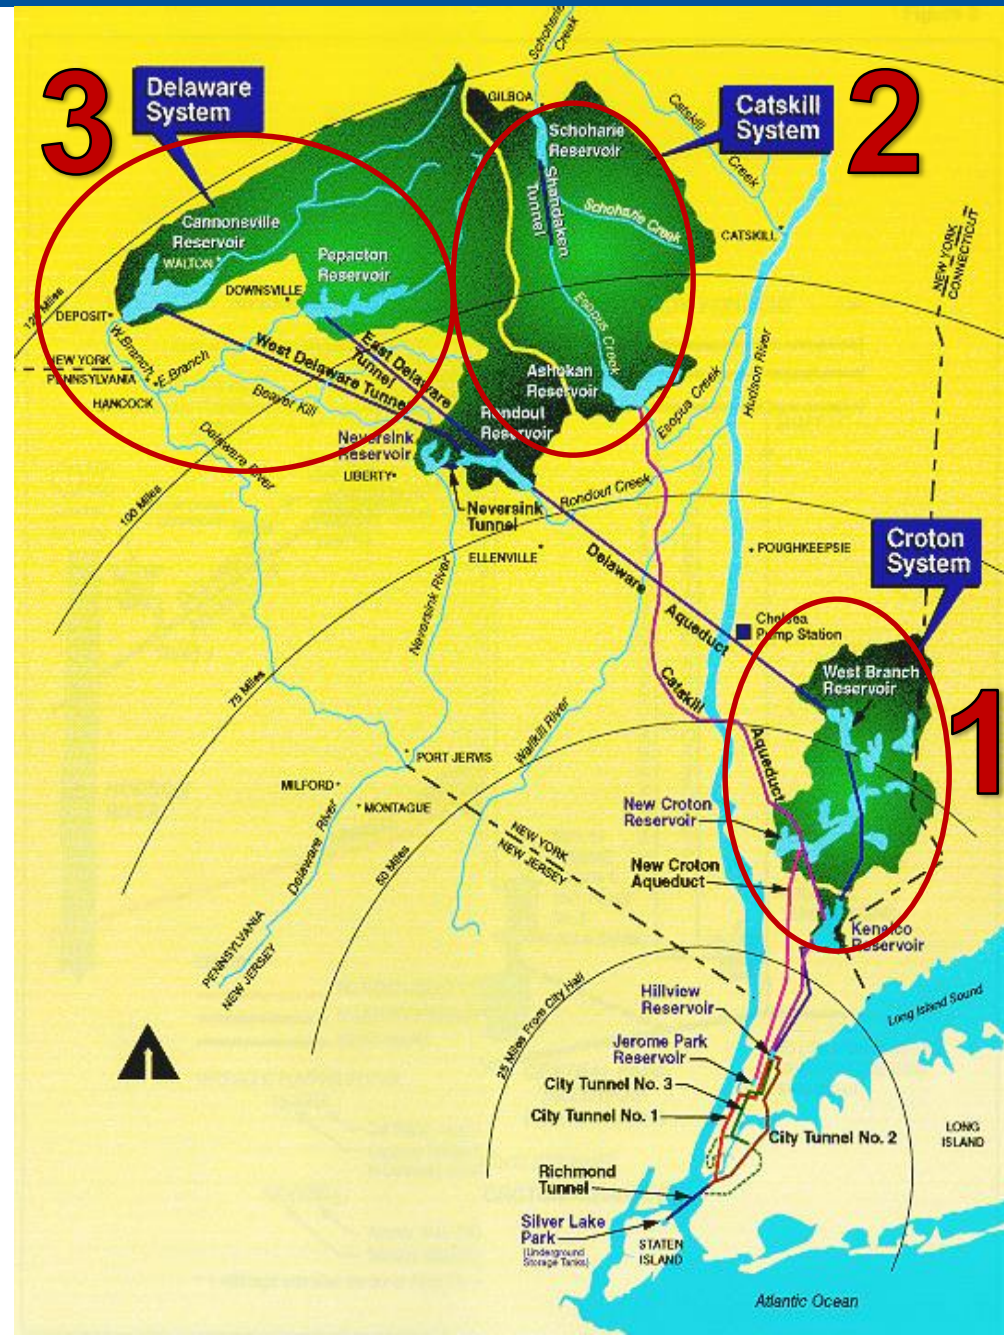 3
Delaware
System
2
Catskill
System
Schoharie
Creek
GILBOA
Catskill
Creek
Schoharie
Reservoir
Shandaken
Tunnel
Schoharie Creek
CATSKILL
NEW YORK
CONNECTICUT
Cannonsville
Reservoir
WALTON
Pepacton
Reservoir
DOWNSVILLE
DEPOSIT
Miles
W.Branch
E.Branch
NEW YORK
PENNSYLVANIA
HANCOCK
West Delaware Tunnel
East Delaware
Tunnel
Beaver Kill
Esopus Creek
Ashokan
Reservoir
Rondout
Reservoir
Esopus Creek
Hudson River
Neversink
Reservoir
LIBERTY
Delaware River
100 Miles
Neversink
Tunnel
Rondout Creek
ELLENVILLE
POUGHKEEPSIE
Croton
System
Delaware
Aqueduct
Chelsea
Pump Station
Neversink River
75 Miles
Catskill
Aqueduct
West Branch
Reservoir
1
Wallkill River
PORT JERVIS
MILFORD
MONTAGUE
Delaware River
50 Miles
NEW YORK
NEW JERSEY
New Croton
Reservoir
New Croton
Aqueduct
PENNSYLVANIA
NEW JERSEY
Kensico
Reservoir
25 Miles From City Hall
Hillview
Reservoir
Long Island Sound
Jerome Park
Reservoir
City Tunnel No. 3
City Tunnel No. 1
City Tunnel No. 2
LONG
ISLAND
Richmond
Tunnel
Silver Lake
Park
(Underground
Storage Tanks)
STATEN
ISLAND
Atlantic Ocean